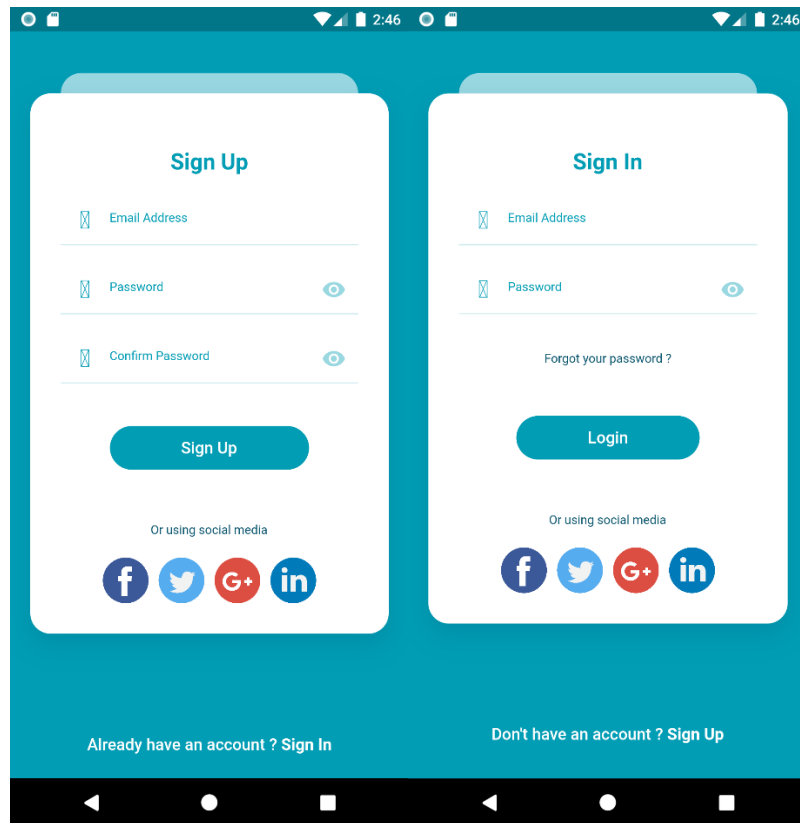 2:46
Sign Up
Email Address
Password
Confirm Password
Sign Up
Or using social media
f
G+
in
Already have an account ? Sign In
2:46
Sign In
Email Address
Password
Forgot your password ?
Login
Or using social media
f
G+
in
Don't have an account ? Sign Up